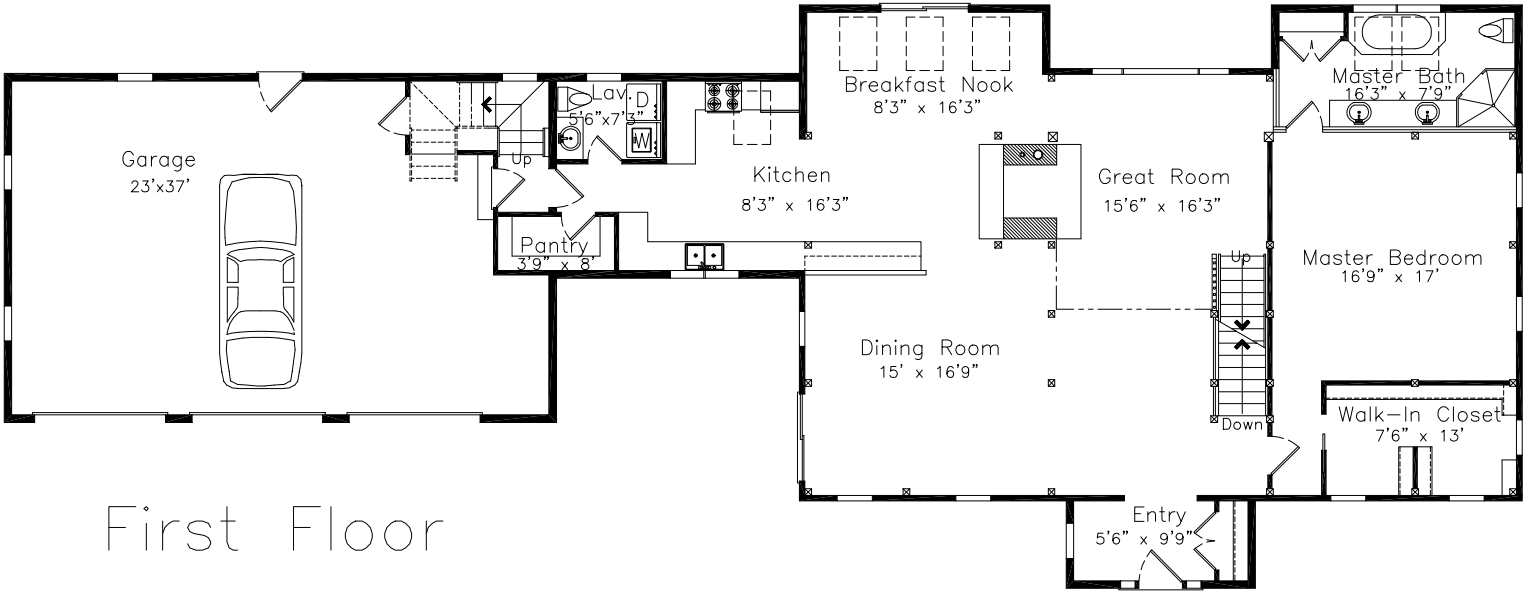 Breakfast Nook
8'3" x 16'3"
Master Bath
16'3" x 7'9"
Lav.
5'6"x7'3"
D
W
Garage
23'x37'
Up
Kitchen
8'3" x 16'3"
Great Room
15'6" x 16'3"
Pantry
3'9" x 8'
Up
Master Bedroom
16'9" x 17'
Dining Room
15' x 16'9"
Down
Walk-In Closet
7'6" x 13'
Entry
5'6" x 9'9"
First Floor